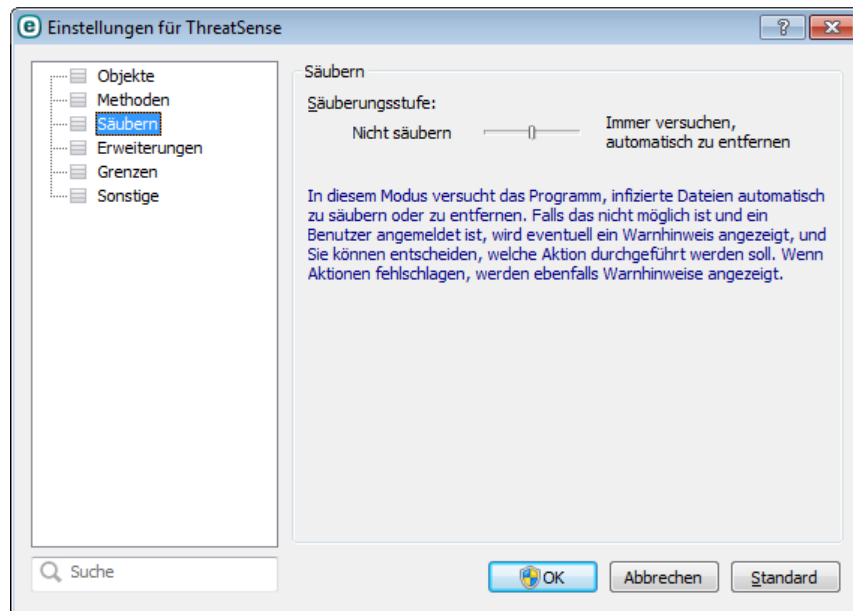 Einstellungen für ThreatSense
Objekte
Methoden
Säubern
Erweiterungen
Grenzen
Sonstige
Suche
Säubern
Säuberungsstufe:
Nicht säubern
Immer versuchen,
automatisch zu entfernen
In diesem Modus versucht das Programm, infizierte Dateien automatisch
zu säubern oder zu entfernen. Falls das nicht möglich ist und ein
Benutzer angemeldet ist, wird eventuell ein Warnhinweis angezeigt, und
Sie können entscheiden, welche Aktion durchgeführt werden soll. Wenn
Aktionen fehlschlagen, werden ebenfalls Warnhinweise angezeigt.
OK
Abbrechen
Standard